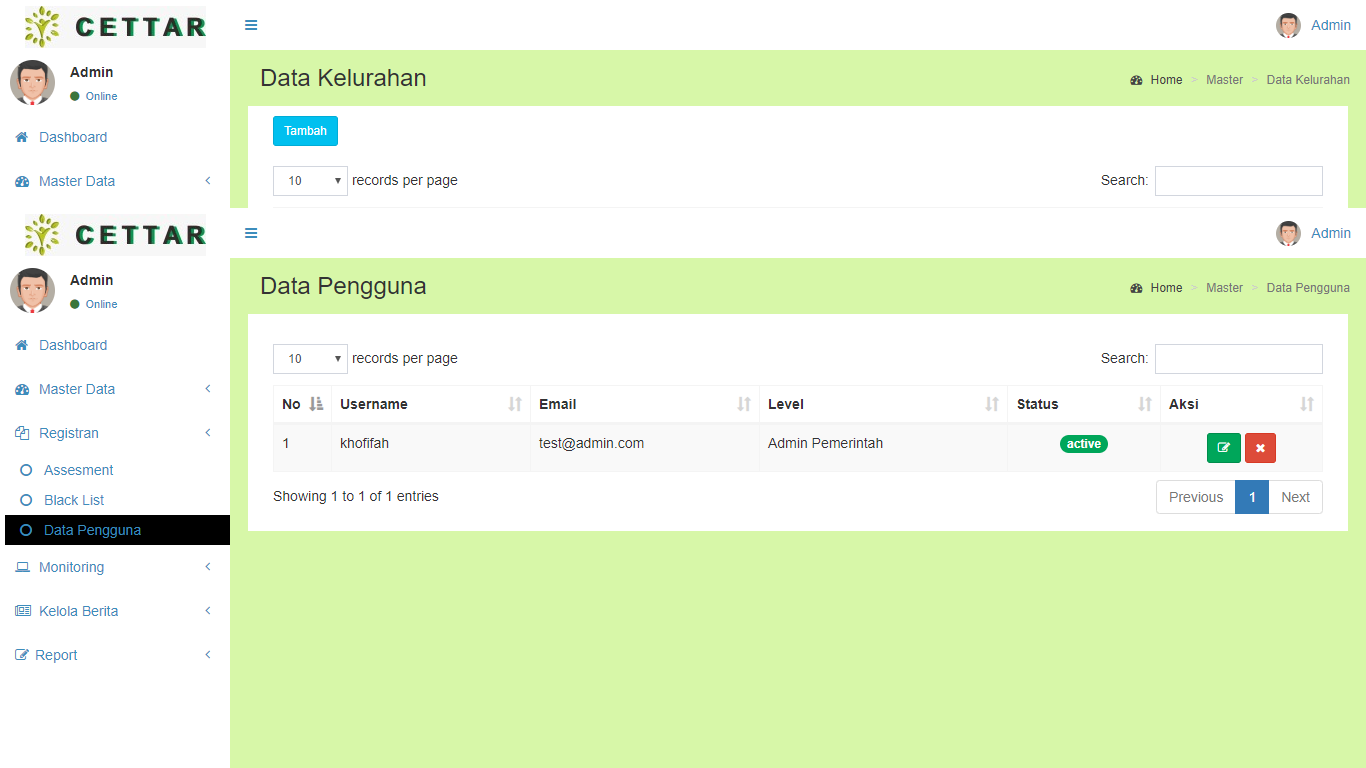 CETTAR
Admin
Admin
Online
Data Kelurahan
Home > Master > Data Kelurahan
Dashboard
Tambah
Master Data
10 records per page
Search:
CETTAR
Admin
Admin
Online
Data Pengguna
Home > Master > Data Pengguna
Dashboard
Master Data
Registran
Assesment
Black List
Data Pengguna
Monitoring
Kelola Berita
Report
10 records per page
Search:
No Username Email Level Status Aksi
1 khofifah test@admin.com Admin Pemerintah active
Showing 1 to 1 of 1 entries
Previous 1 Next